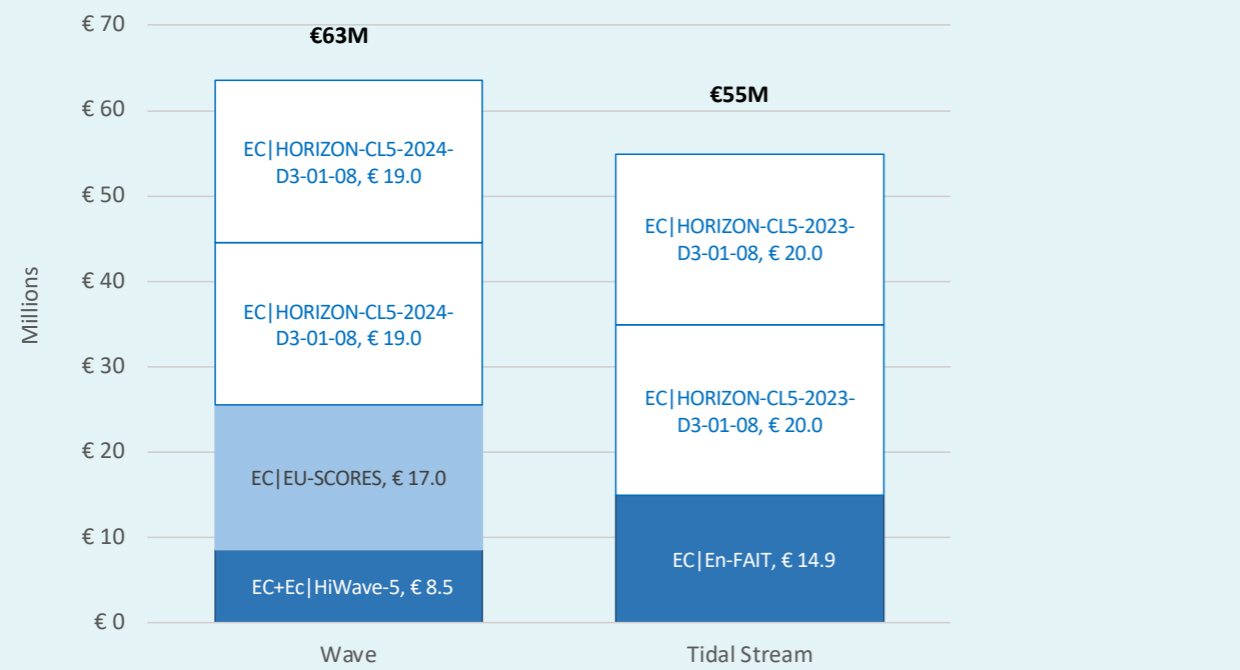 € 70
€ 60
€ 50
€ 40
€ 30
€ 20
€ 10
€ 0
Millions
€63M
EC|HORIZON-CL5-2024-
D3-01-08, € 19.0
EC|HORIZON-CL5-2024-
D3-01-08, € 19.0
EC|EU-SCORES, € 17.0
EC+Ec|HiWave-5, € 8.5
Wave
€55M
EC|HORIZON-CL5-2023-
D3-01-08, € 20.0
EC|HORIZON-CL5-2023-
D3-01-08, € 20.0
EC|En-FAIT, € 14.9
Tidal Stream